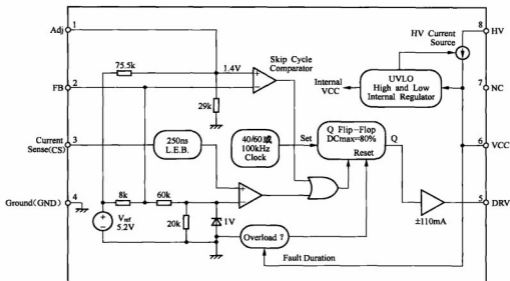 Adj 1
8 HV
HV Current
Source
75.5k
1.4V
Skip Cycle
Comparator
Internal
VCC
UVLO
High and Low
Internal Regulator
FB 2
7 NC
29k
Current
Sense(CS) 3
250ns
L.E.B.
40/60或
100kHz
Clock
Set
Q Flip-Flop
DCmax=80%
Reset
Q
6 VCC
Ground(GND) 4
8k
60k
5 DRV
Vref
5.2V
20k
1V
Overload ?
±110mA
Fault Duration